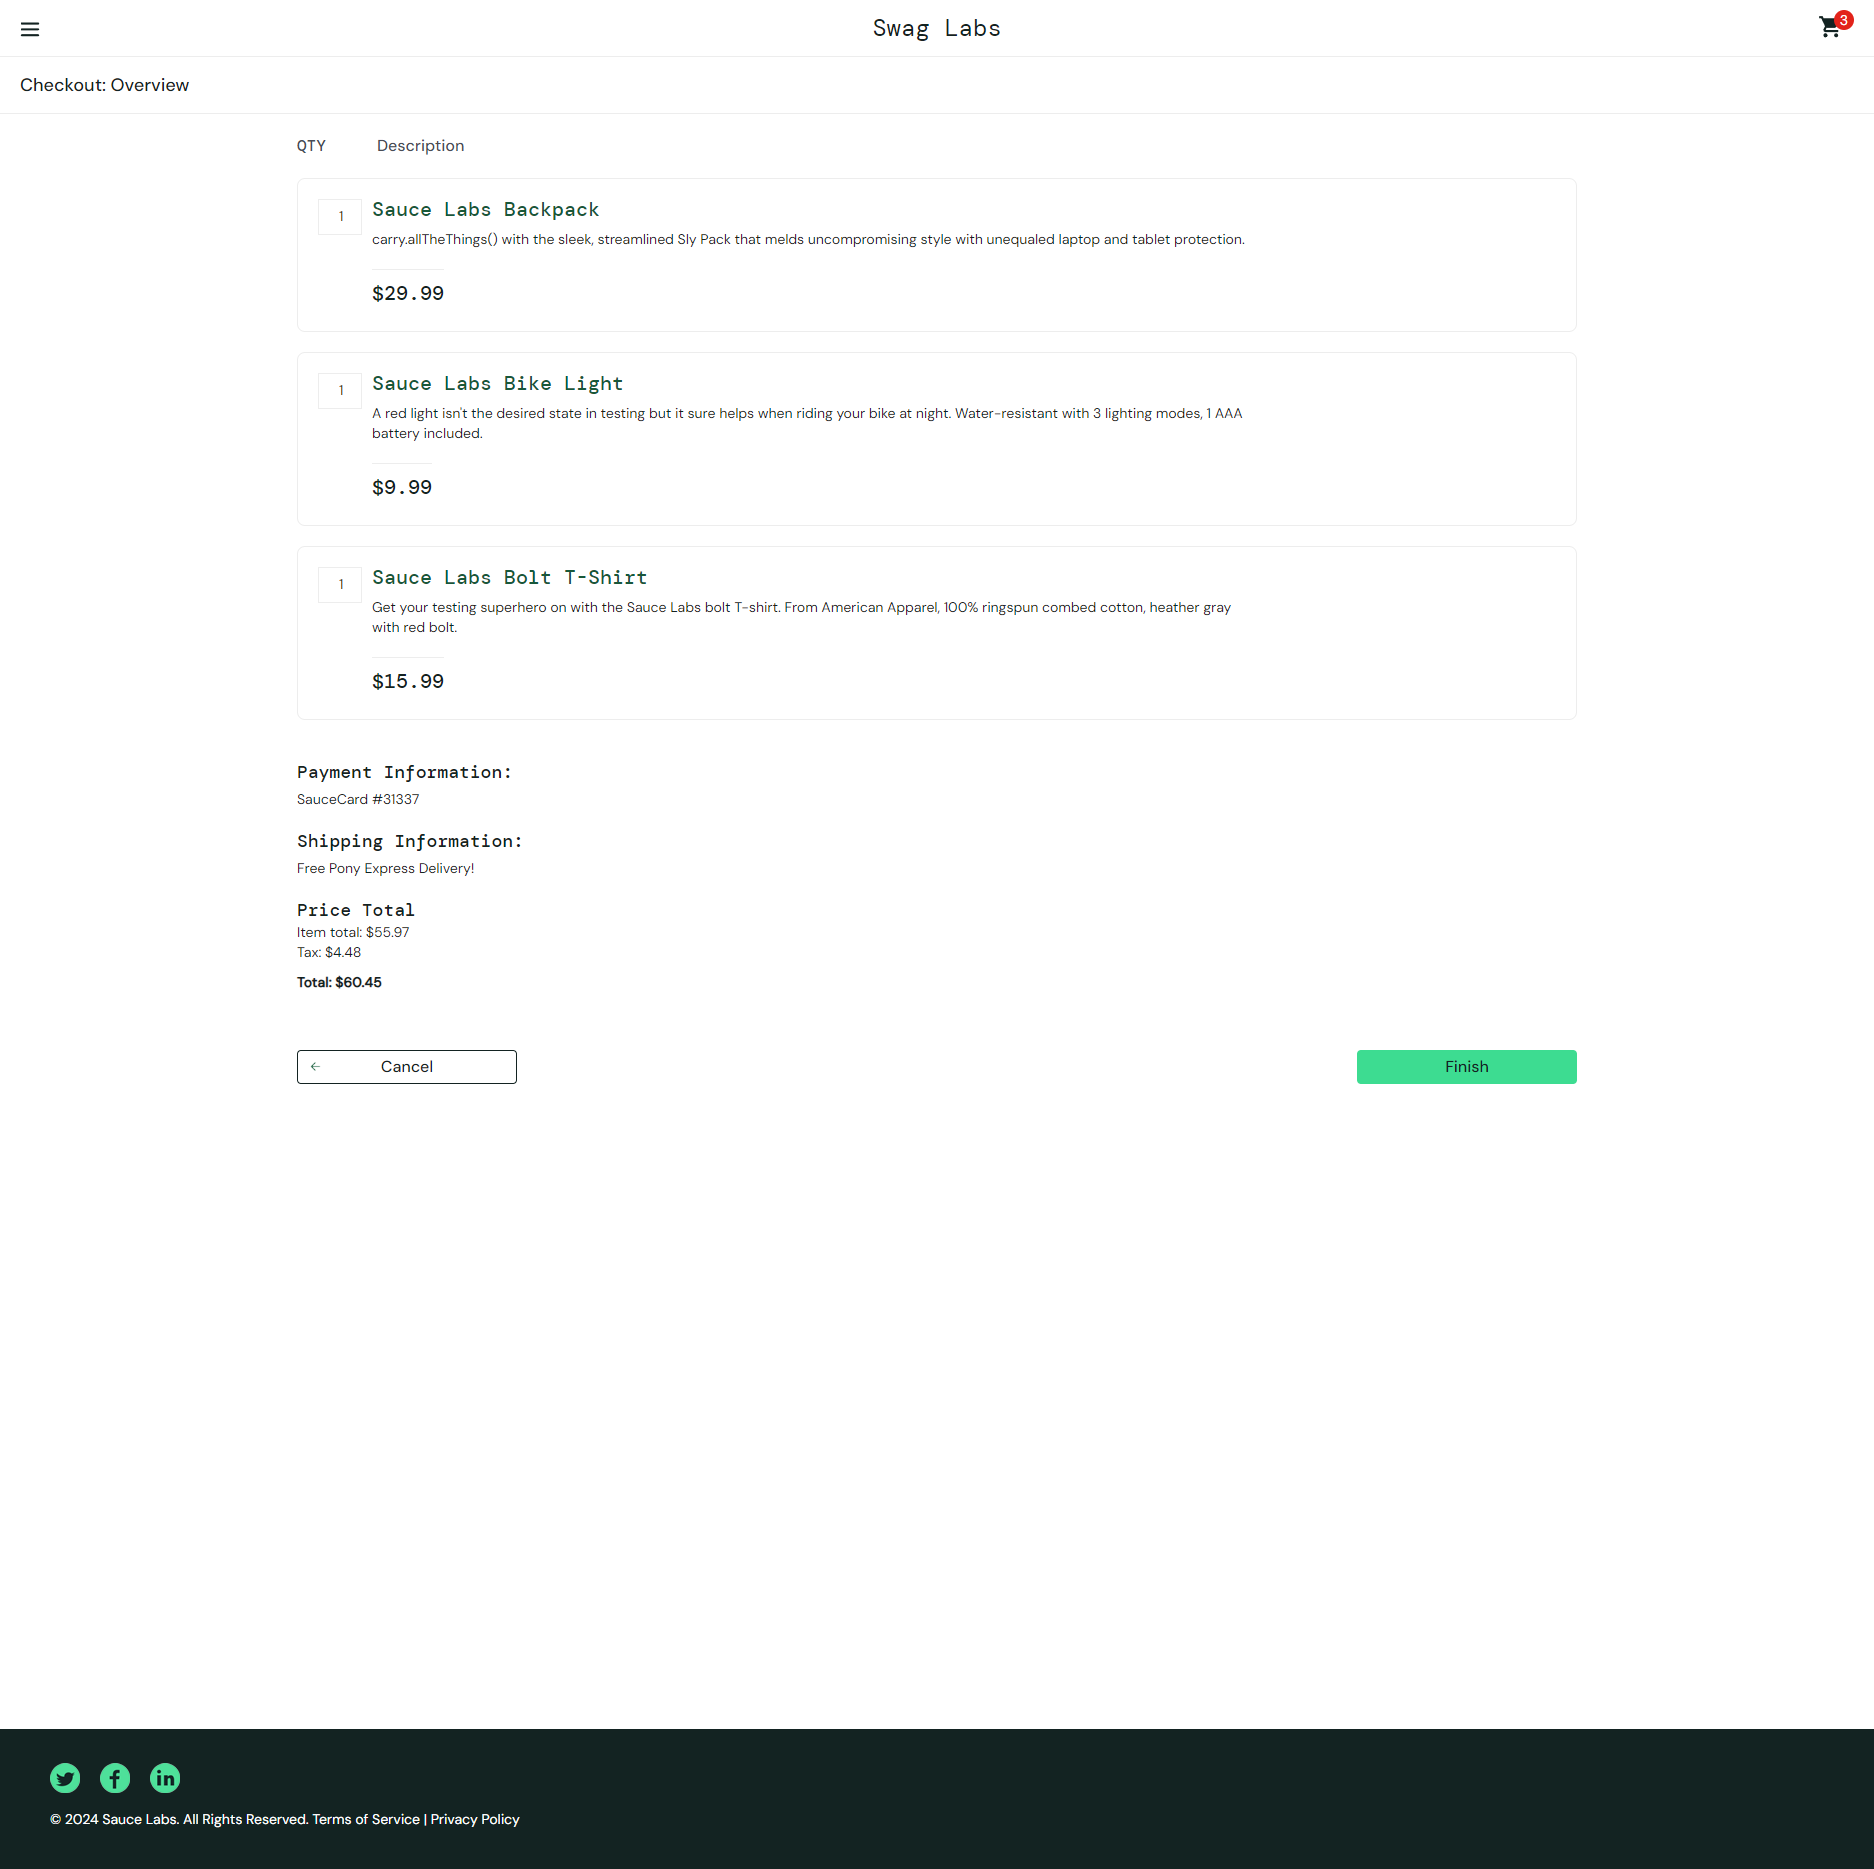 Swag Labs
3
Checkout: Overview
QTY Description
1
Sauce Labs Backpack
carry.allTheThings() with the sleek, streamlined Sly Pack that melds uncompromising style with unequaled laptop and tablet protection.
$29.99
1
Sauce Labs Bike Light
A red light isn't the desired state in testing but it sure helps when riding your bike at night. Water-resistant with 3 lighting modes, 1 AAA
battery included.
$9.99
1
Sauce Labs Bolt T-Shirt
Get your testing superhero on with the Sauce Labs bolt T-shirt. From American Apparel, 100% ringspun combed cotton, heather gray
with red bolt.
$15.99
Payment Information:
SauceCard #31337
Shipping Information:
Free Pony Express Delivery!
Price Total
Item total: $55.97
Tax: $4.48
Total: $60.45
Cancel
Finish
© 2024 Sauce Labs. All Rights Reserved. Terms of Service | Privacy Policy